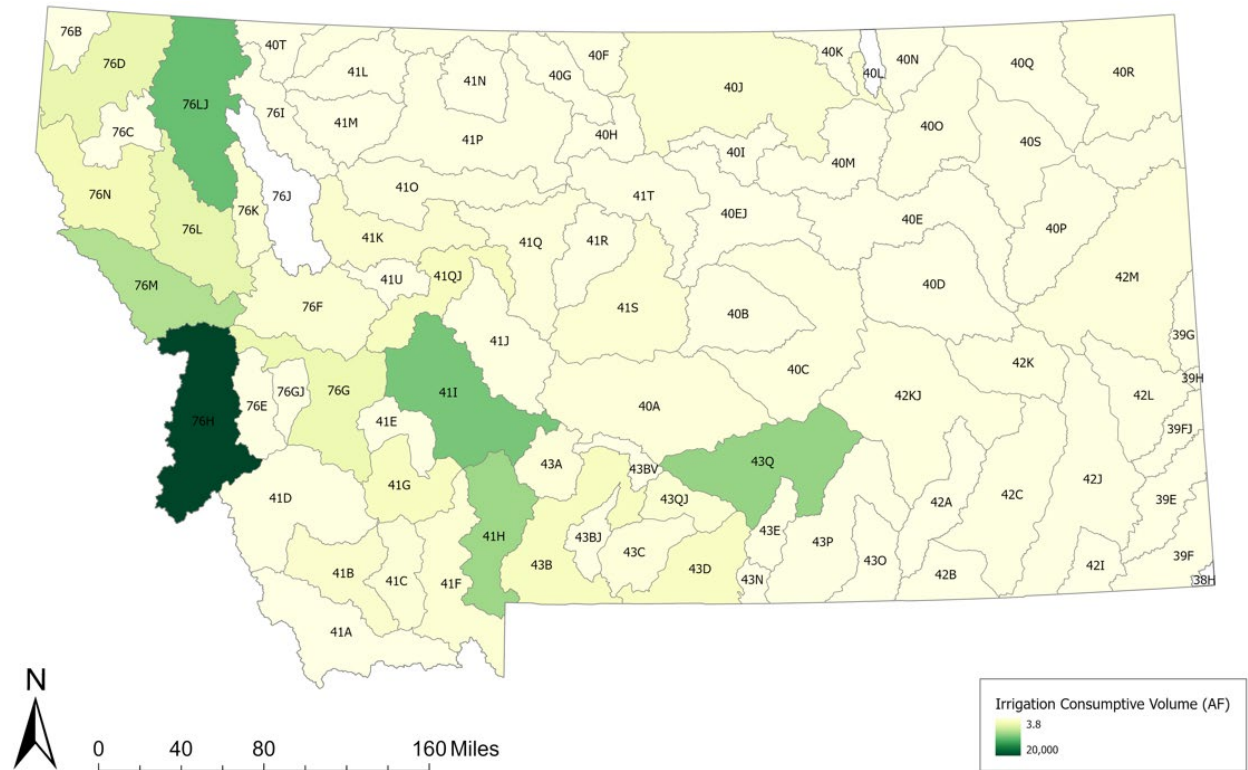 76B
76D
76LJ
40T
41L
41N
40G
40F
40J
40K
40L
40N
40Q
40R
76C
76I
41M
41P
40H
40I
40M
40O
40S
76N
76L
76K
76J
41O
41K
41Q
41R
41T
40EJ
40E
40P
76M
76F
41U
41QJ
41J
41S
40B
40D
42M
39G
76H
76E
76GJ
76G
41I
41E
40A
40C
42KJ
42K
42L
39H
39FJ
41D
41G
41H
43A
43BV
43QJ
43Q
42A
42C
42J
39E
41B
41C
41F
43B
43BJ
43C
43D
43E
43N
43P
43O
42B
42I
39F
38H
41A
N
0 40 80 160 Miles
Irrigation Consumptive Volume (AF)
3.8
20,000